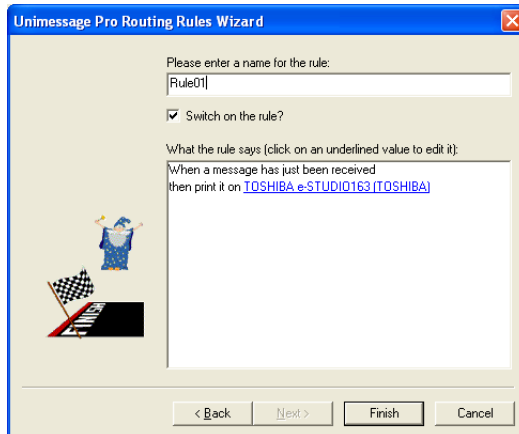 Unimessage Pro Routing Rules Wizard
Please enter a name for the rule:
Rule01
Switch on the rule?
What the rule says (click on an underlined value to edit it):
When a message has just been received
then print it on TOSHIBA e-STUDIO163 (TOSHIBA)
FINISH
< Back
Next >
Finish
Cancel